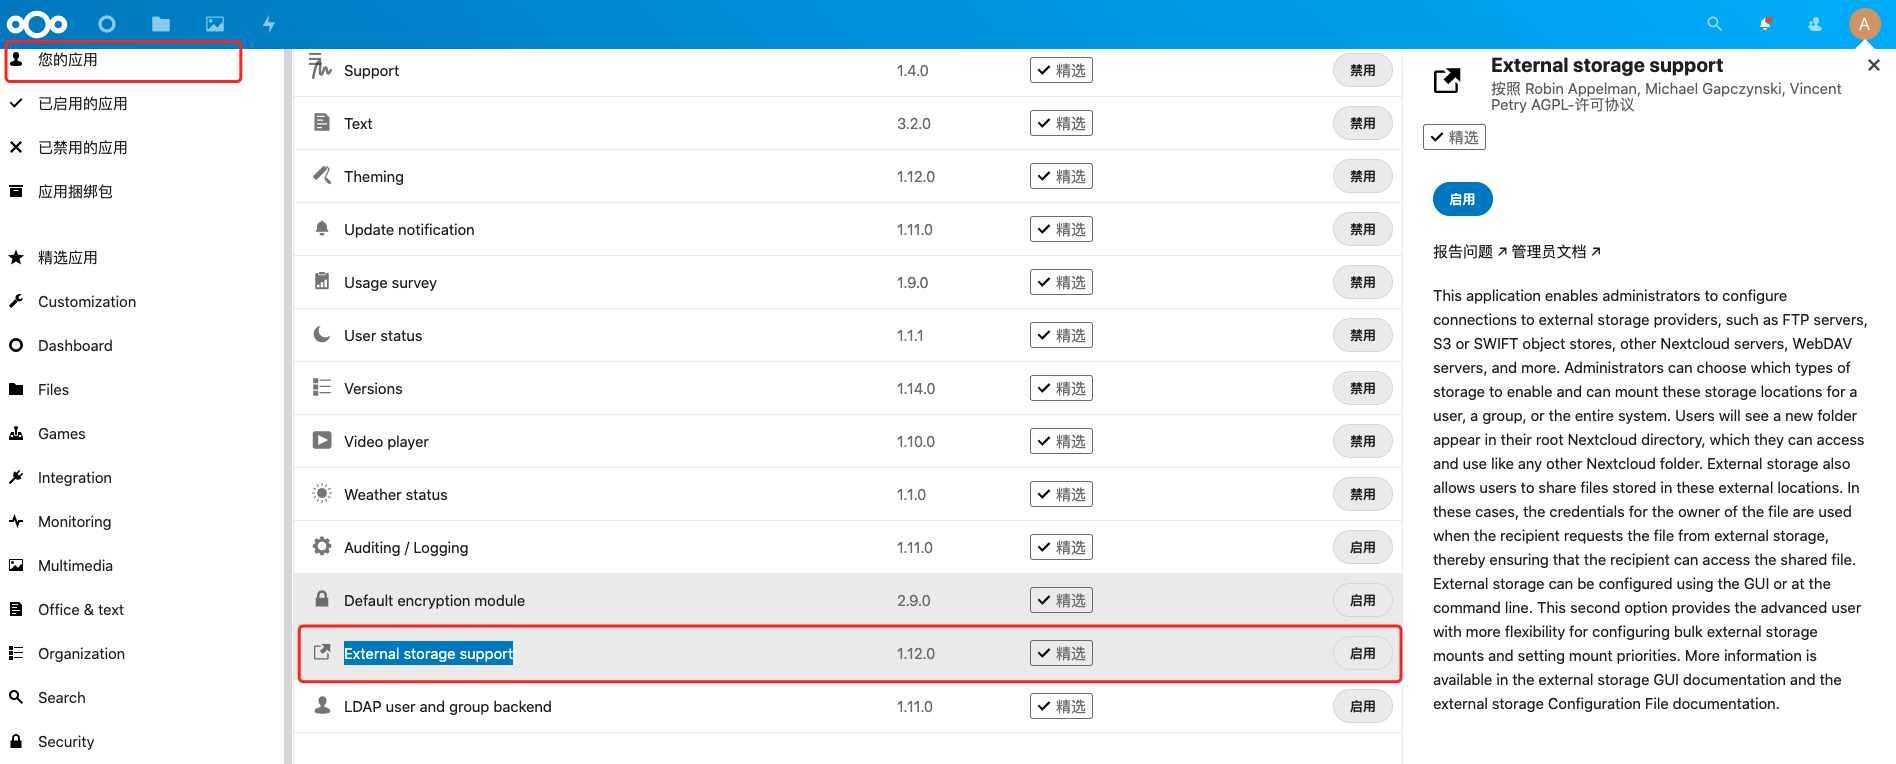 A
您的应用
已启用的应用
已禁用的应用
应用捆绑包
精选应用
Customization
Dashboard
Files
Games
Integration
Monitoring
Multimedia
Office & text
Organization
Search
Security
Support 1.4.0 精选 禁用
Text 3.2.0 精选 禁用
Theming 1.12.0 精选 禁用
Update notification 1.11.0 精选 禁用
Usage survey 1.9.0 精选 禁用
User status 1.1.1 精选 禁用
Versions 1.14.0 精选 禁用
Video player 1.10.0 精选 禁用
Weather status 1.1.0 精选 禁用
Auditing / Logging 1.11.0 精选 启用
Default encryption module 2.9.0 精选 启用
External storage support 1.12.0 精选 启用
LDAP user and group backend 1.11.0 精选 启用
External storage support
按照 Robin Appelman, Michael Gapczynski, Vincent
Petry AGPL-许可协议
精选
启用
报告问题 ↗ 管理员文档 ↗
This application enables administrators to configure
connections to external storage providers, such as FTP servers,
S3 or SWIFT object stores, other Nextcloud servers, WebDAV
servers, and more. Administrators can choose which types of
storage to enable and can mount these storage locations for a
user, a group, or the entire system. Users will see a new folder
appear in their root Nextcloud directory, which they can access
and use like any other Nextcloud folder. External storage also
allows users to share files stored in these external locations. In
these cases, the credentials for the owner of the file are used
when the recipient requests the file from external storage,
thereby ensuring that the recipient can access the shared file.
External storage can be configured using the GUI or at the
command line. This second option provides the advanced user
with more flexibility for configuring bulk external storage
mounts and setting mount priorities. More information is
available in the external storage GUI documentation and the
external storage Configuration File documentation.